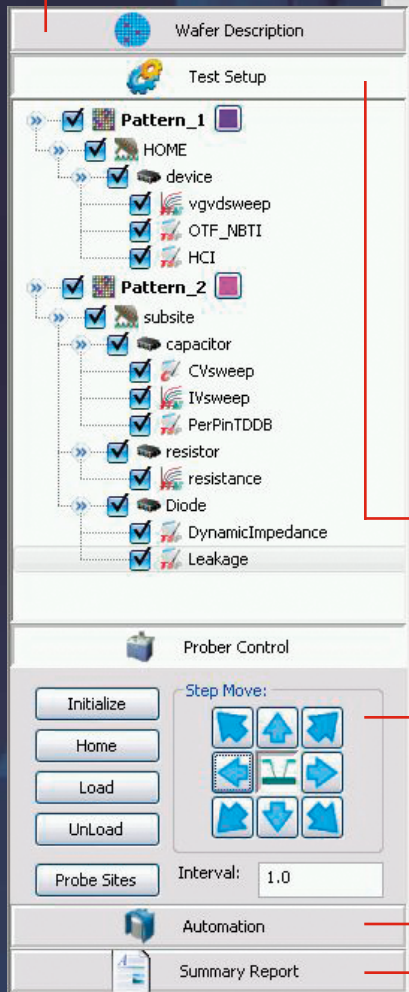 Wafer Description
Test Setup
Pattern_1
HOME
device
vgvdsweep
OTF_NBTI
HCI
Pattern_2
subsite
capacitor
CVsweep
IVsweep
PerPinTDDB
resistor
resistance
Diode
DynamicImpedance
Leakage
Prober Control
Initialize
Home
Load
UnLoad
Probe Sites
Step Move:
Interval: 1.0
Automation
Summary Report